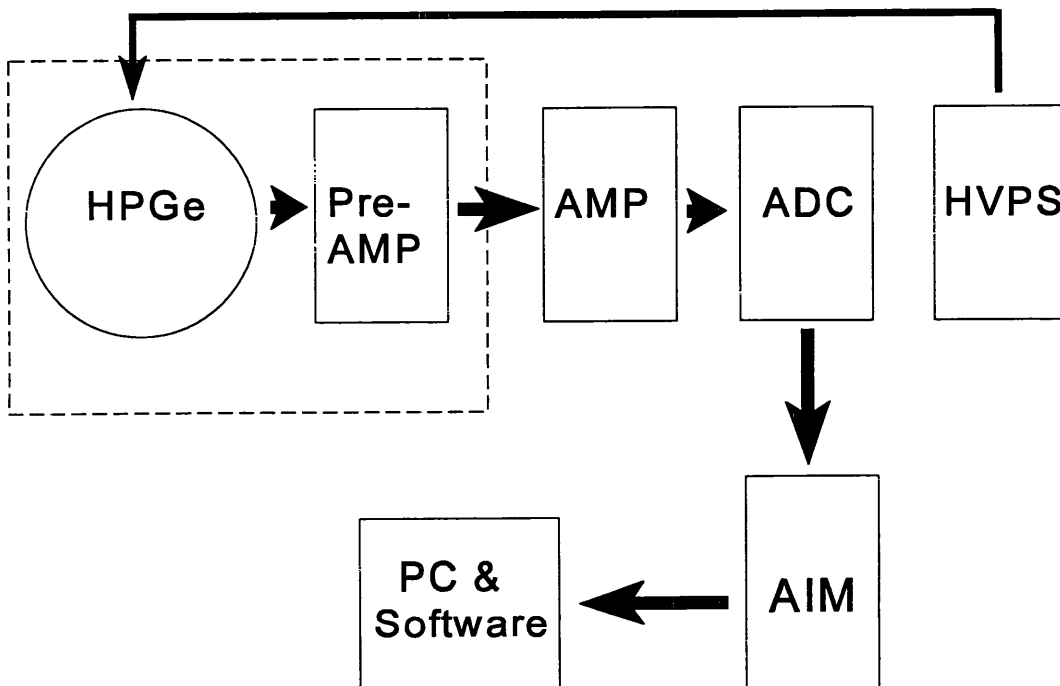 HPGe
Pre-
AMP
AMP
ADC
HVPS
PC &
Software
AIM